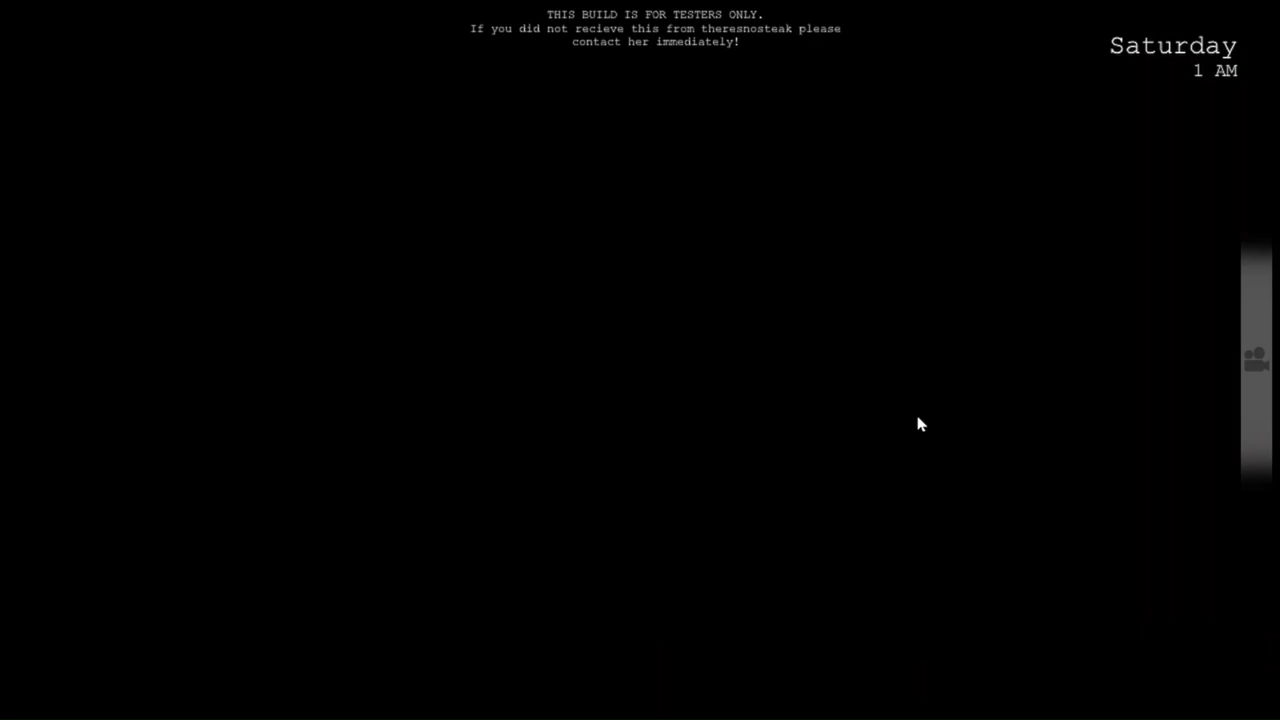 THIS BUILD IS FOR TESTERS ONLY.
If you did not recieve this from theresnosteak please
contact her immediately!
Saturday
1 AM